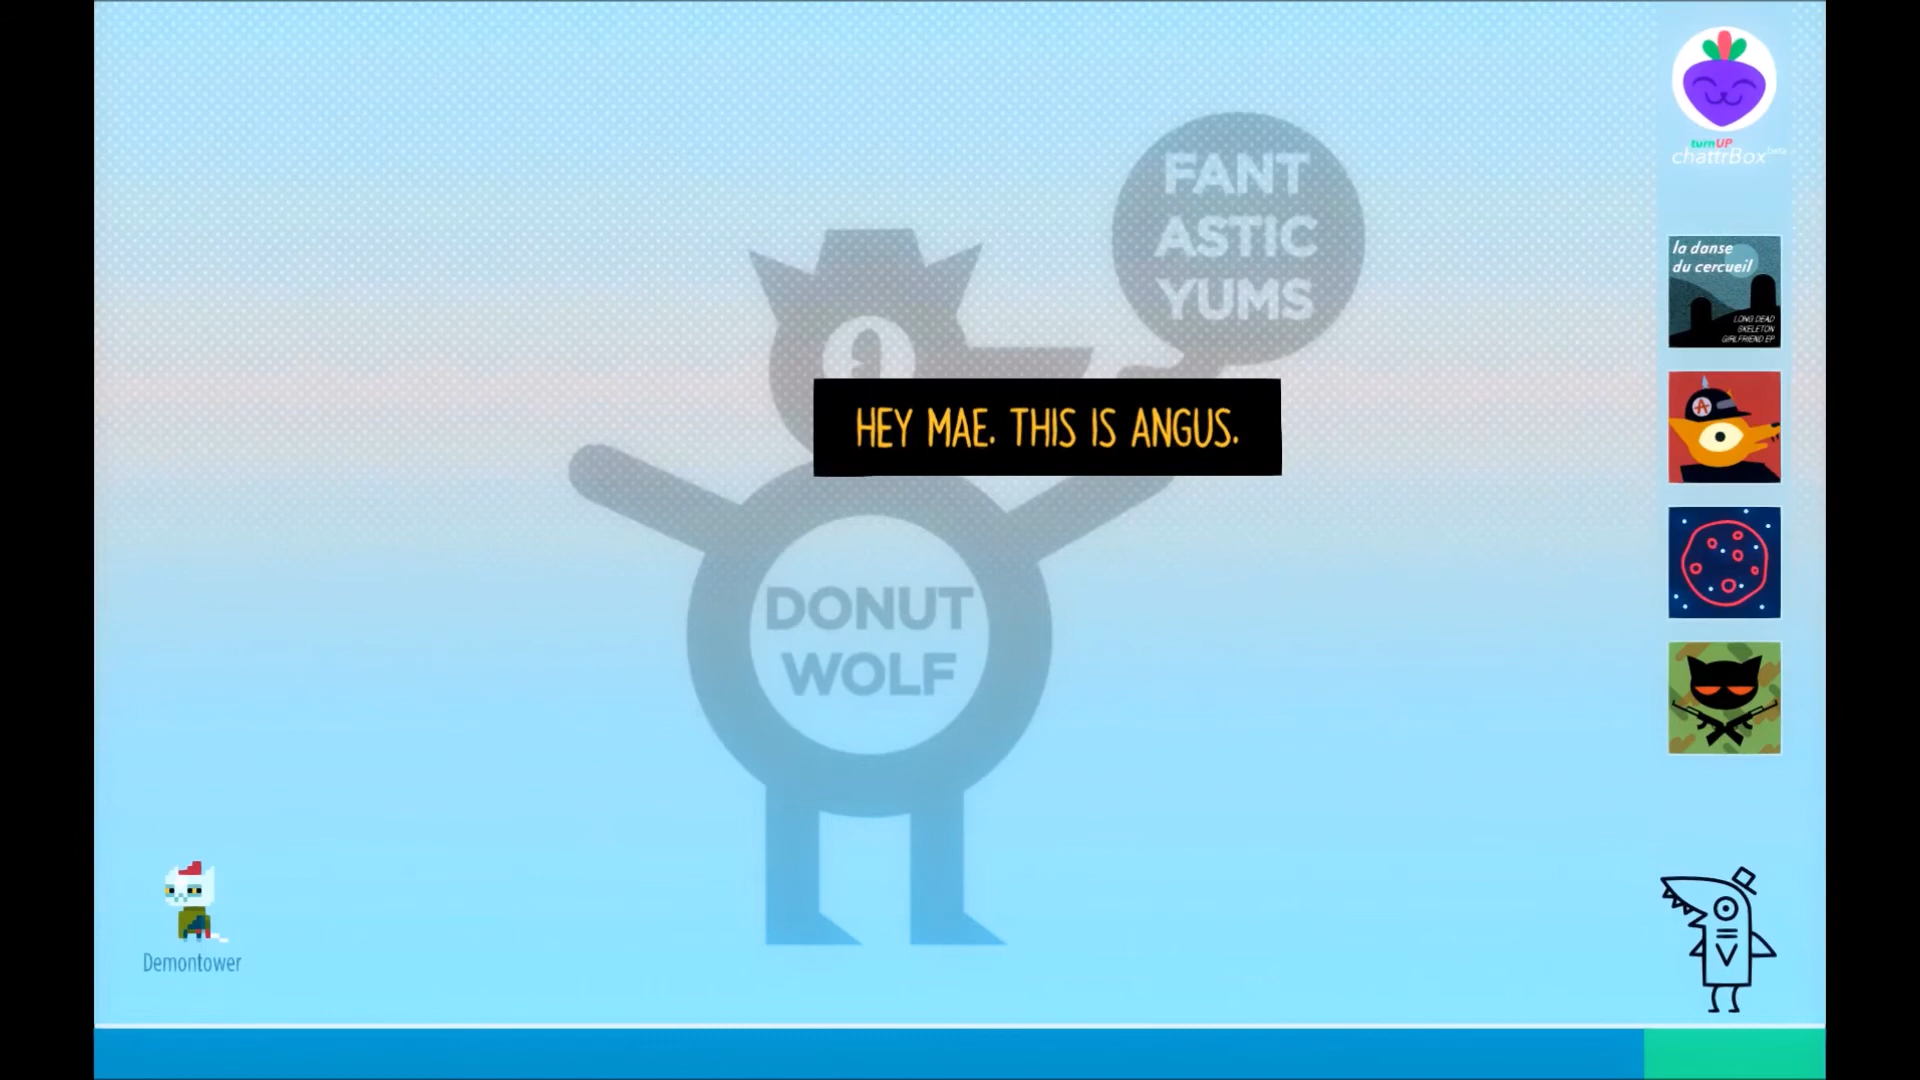 turnUP
chattrBox beta
FANT
ASTIC
YUMS
la danse
du cercueil
LONG DEAD
SKELETON
GIRLFRIEND EP
A
HEY MAE. THIS IS ANGUS.
DONUT
WOLF
Demontower